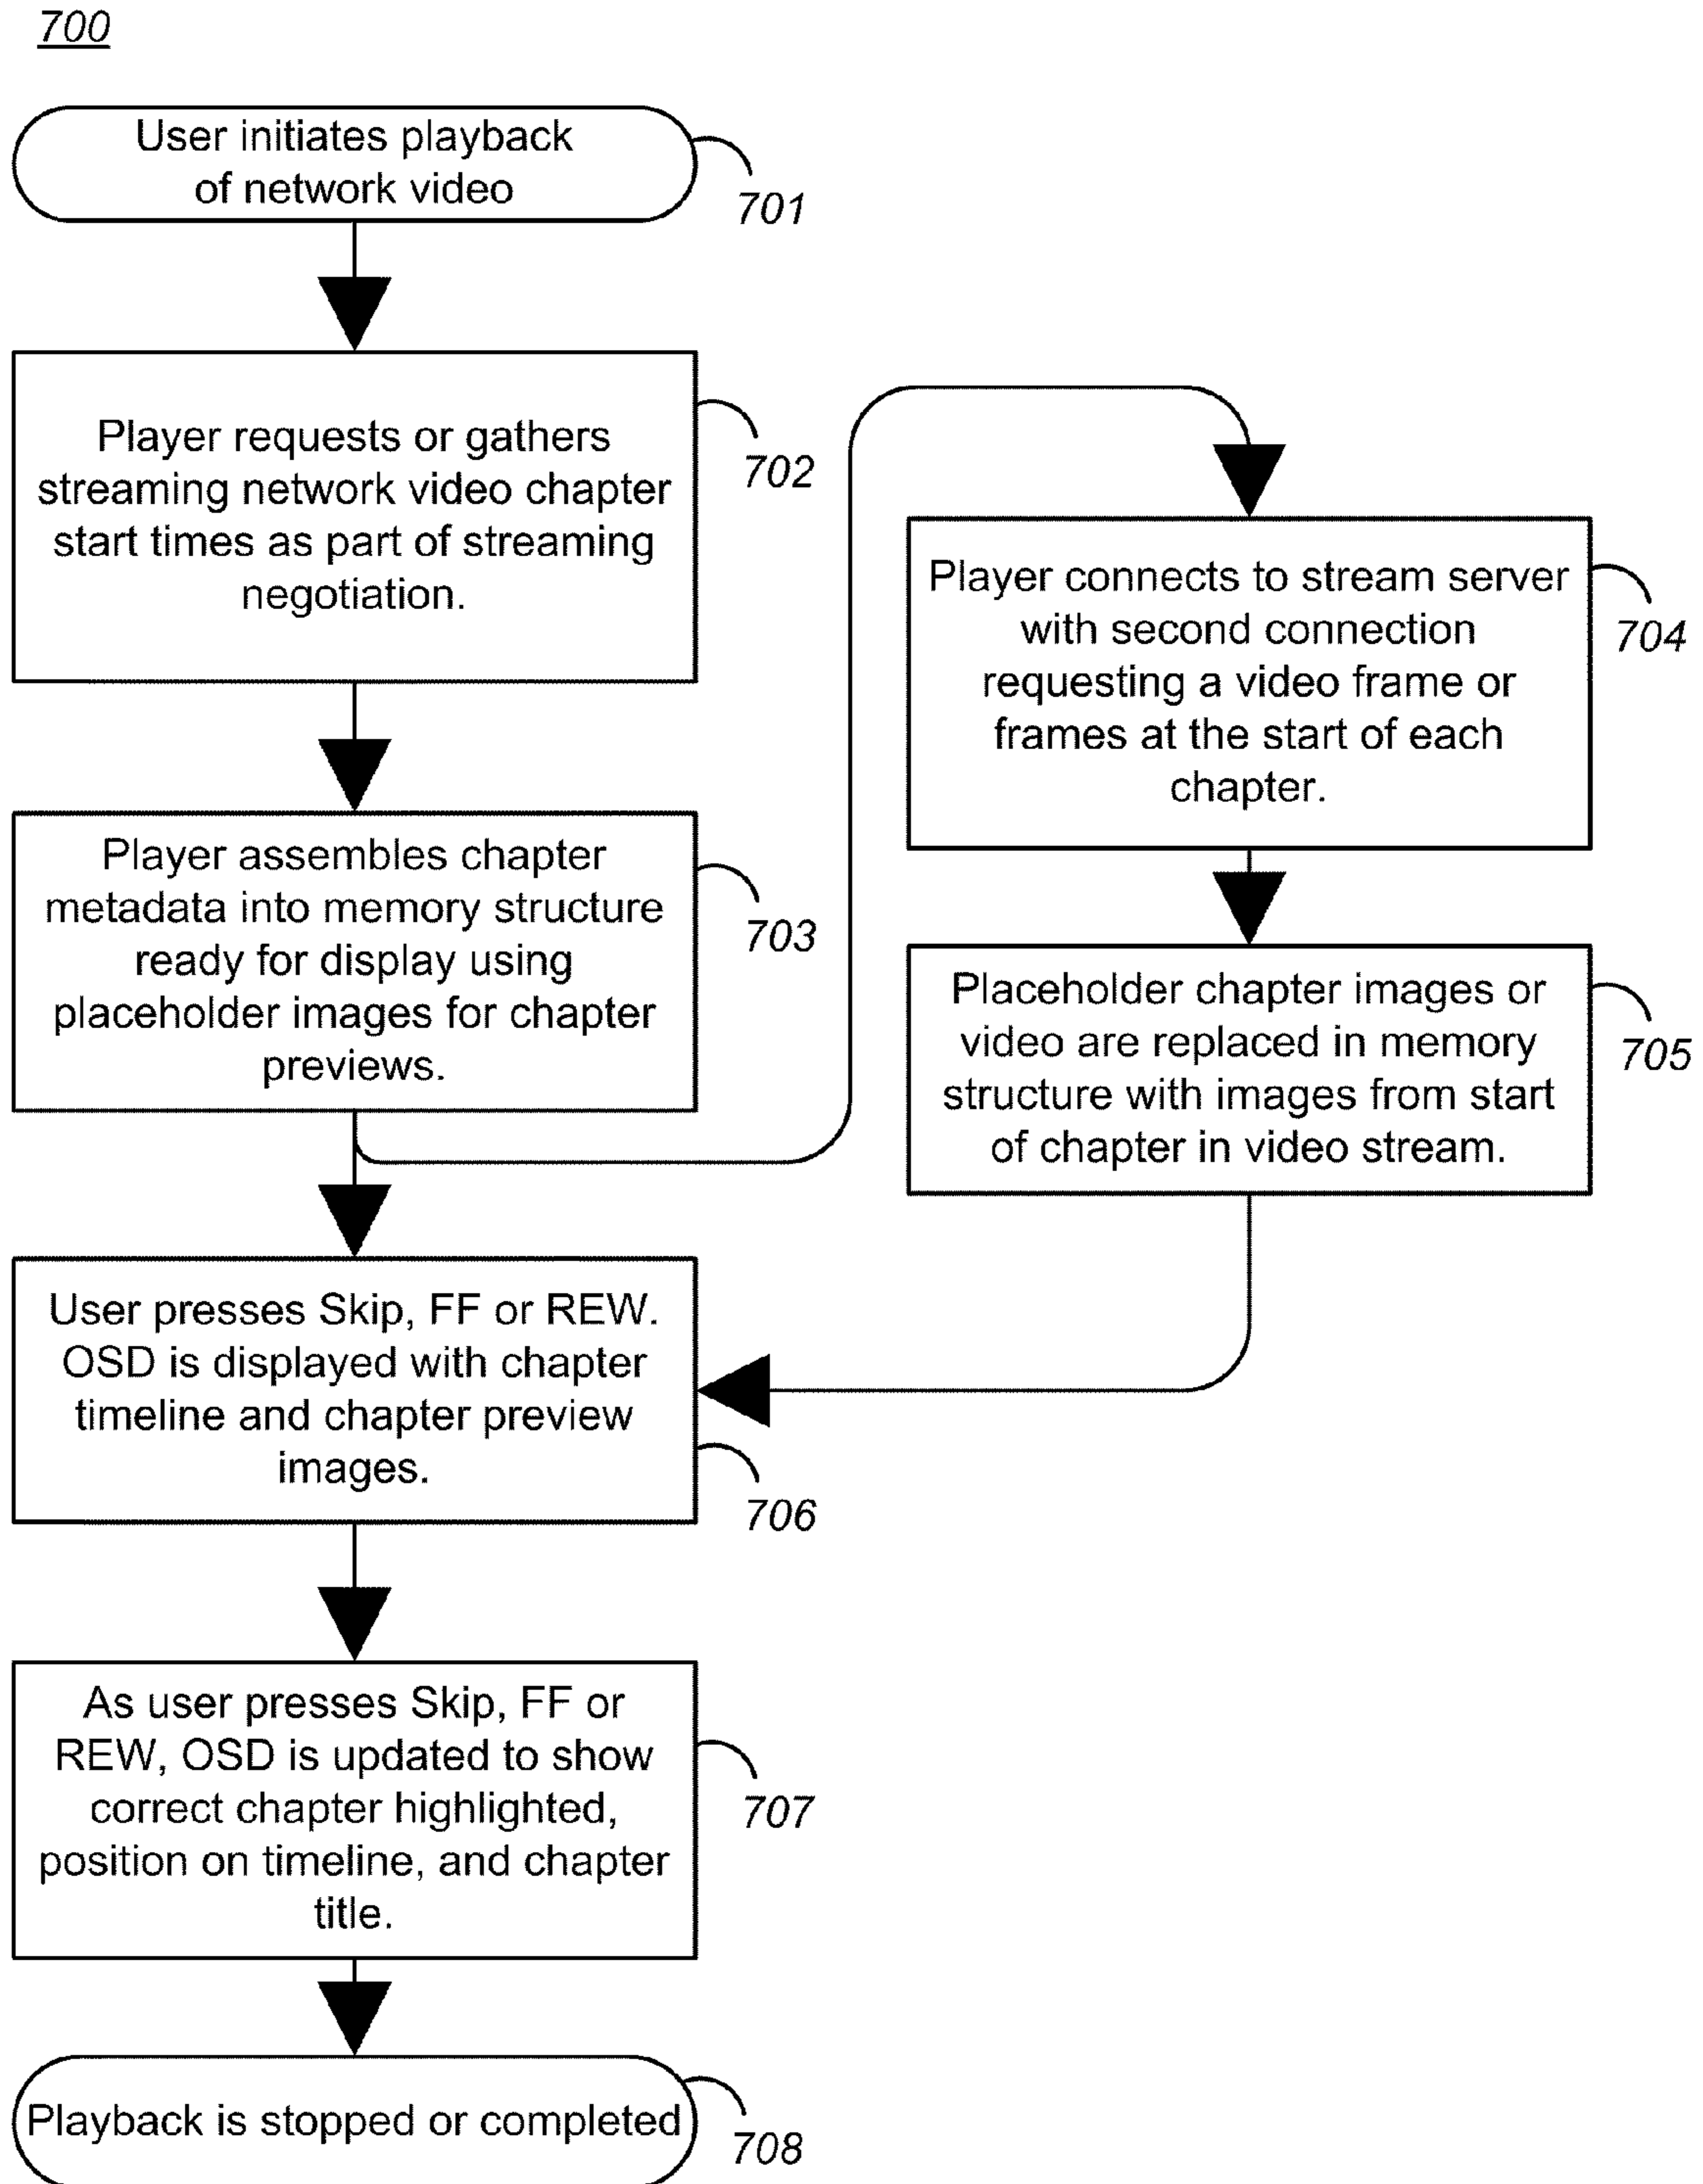 700
User initiates playback
of network video
701
Player requests or gathers
streaming network video chapter
start times as part of streaming
negotiation.
702
Player assembles chapter
metadata into memory structure
ready for display using
placeholder images for chapter
previews.
703
Player connects to stream server
with second connection
requesting a video frame or
frames at the start of each
chapter.
704
Placeholder chapter images or
video are replaced in memory
structure with images from start
of chapter in video stream.
705
User presses Skip, FF or REW.
OSD is displayed with chapter
timeline and chapter preview
images.
706
As user presses Skip, FF or
REW, OSD is updated to show
correct chapter highlighted,
position on timeline, and chapter
title.
707
Playback is stopped or completed
708